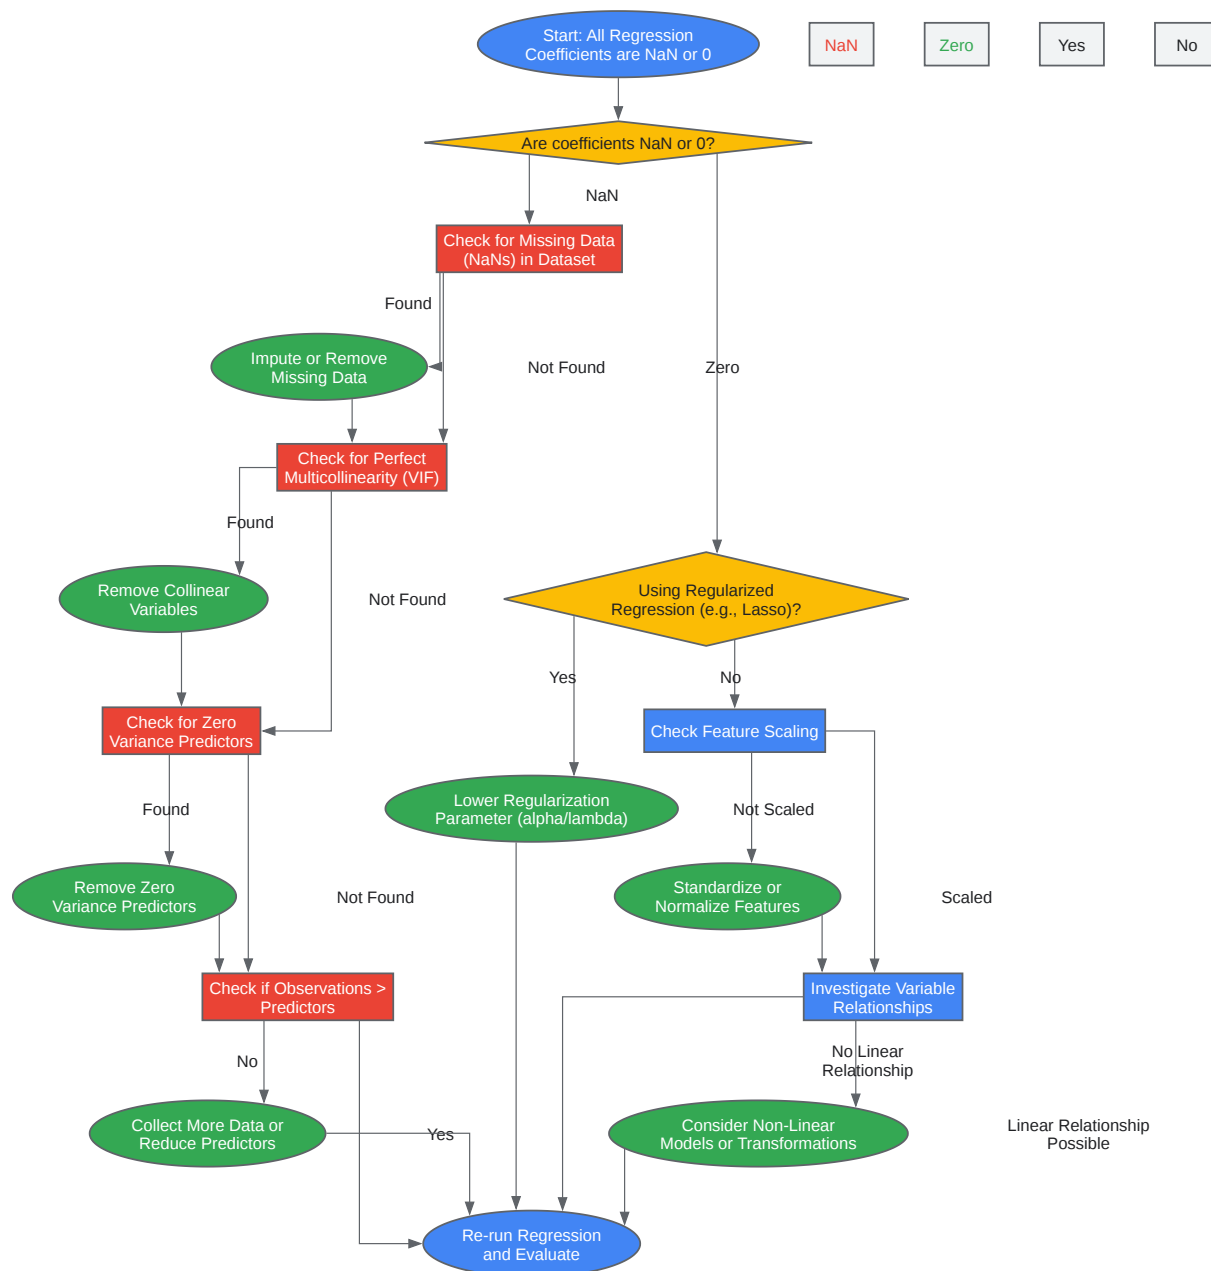 Start: All Regression
Coefficients are NaN or 0
NaN
Zero
Yes
No
Are coefficients NaN or 0?
NaN
Check for Missing Data
(NaNs) in Dataset
Found
Impute or Remove
Missing Data
Not Found
Zero
Check for Perfect
Multicollinearity (VIF)
Found
Remove Collinear
Variables
Not Found
Using Regularized
Regression (e.g., Lasso)?
Yes
No
Check for Zero
Variance Predictors
Check Feature Scaling
Found
Lower Regularization
Parameter (alpha/lambda)
Not Scaled
Remove Zero
Variance Predictors
Not Found
Standardize or
Normalize Features
Scaled
Check if Observations >
Predictors
Investigate Variable
Relationships
No
No Linear
Relationship
Collect More Data or
Reduce Predictors
Yes
Consider Non-Linear
Models or Transformations
Linear Relationship
Possible
Re-run Regression
and Evaluate